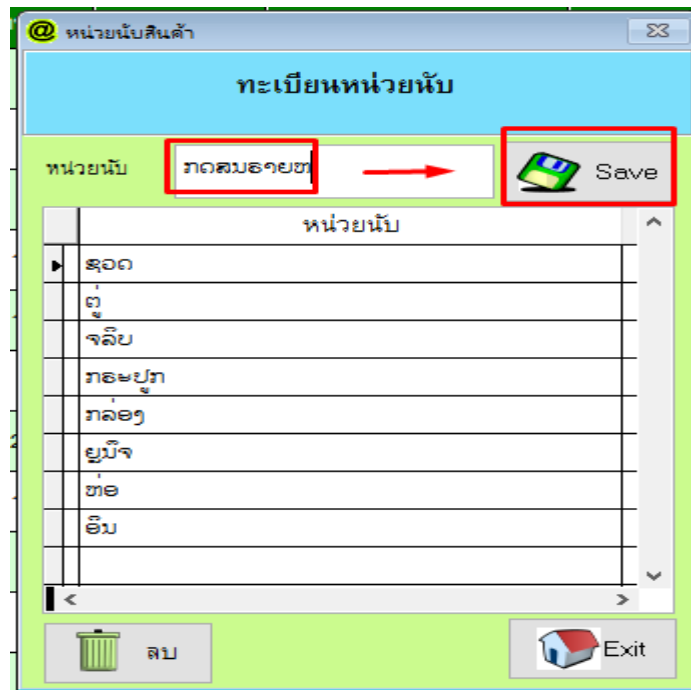 @ หน่วยนับสินค้า
ทะเบียนหน่วยนับ
หน่วยนับ ກດສນຣາຍຫ Save
หน่วยนับ
ຊວດ
ຕູ່
ຈລິບ
ກຣະປູກ
ກລ່ອງ
ຍູນິຈ
ຫ່ອ
ອິນ
ลบ Exit